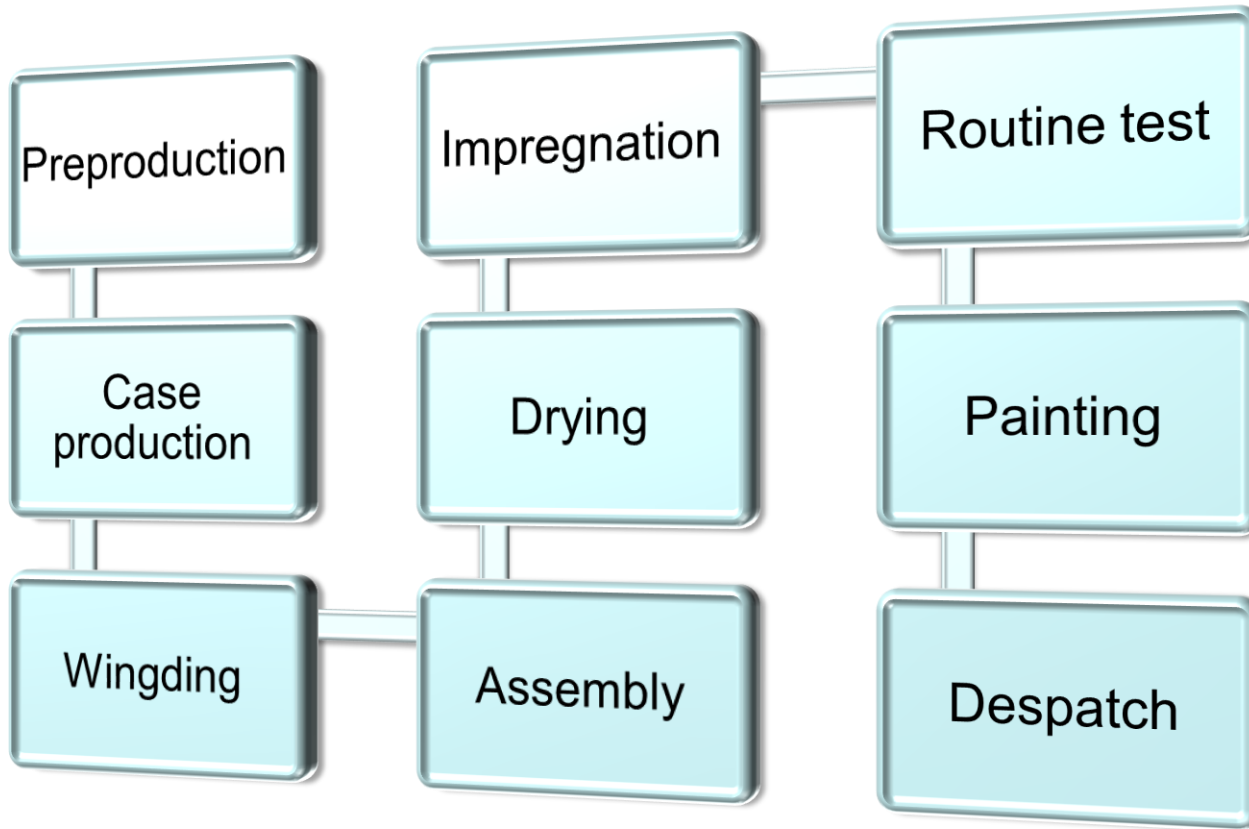 Preproduction
Case
production
Wingding
Assembly
Drying
Impregnation
Routine test
Painting
Despatch